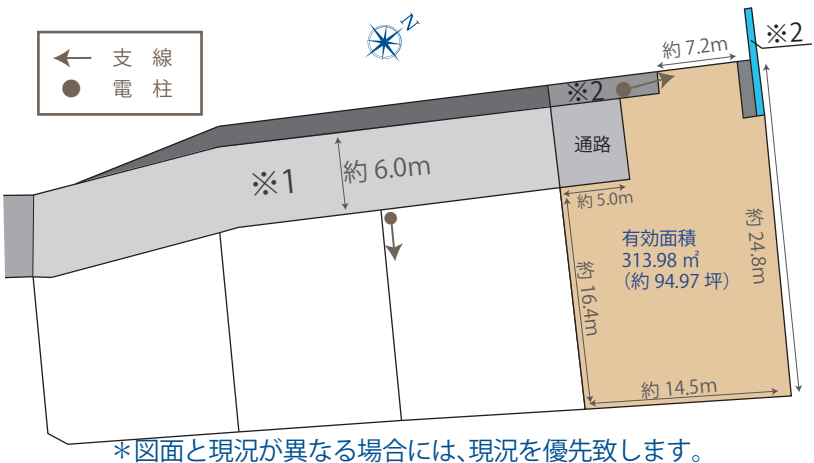 N
支 線
電 柱
※2
約 7.2m
※2
通路
※1
約 6.0m
約 5.0m
有効面積
313.98 ㎡
（約 94.97 坪）
約 24.8m
約 16.4m
約 14.5m
＊図面と現況が異なる場合には、現況を優先致します。